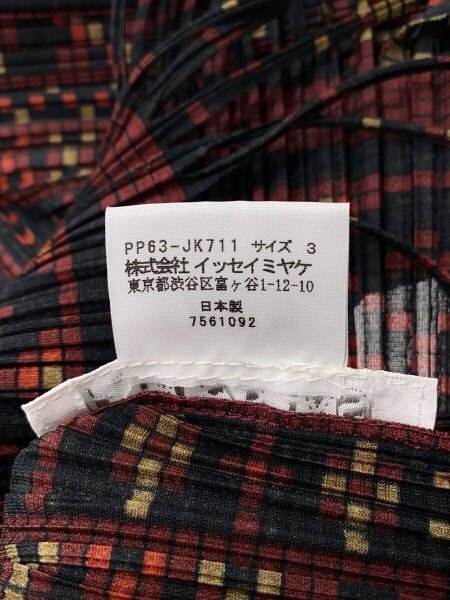 PP63-JK711 サイズ 3
株式会社 イッセイミヤケ
東京都渋谷区富ヶ谷1-12-10
日本製
7561092